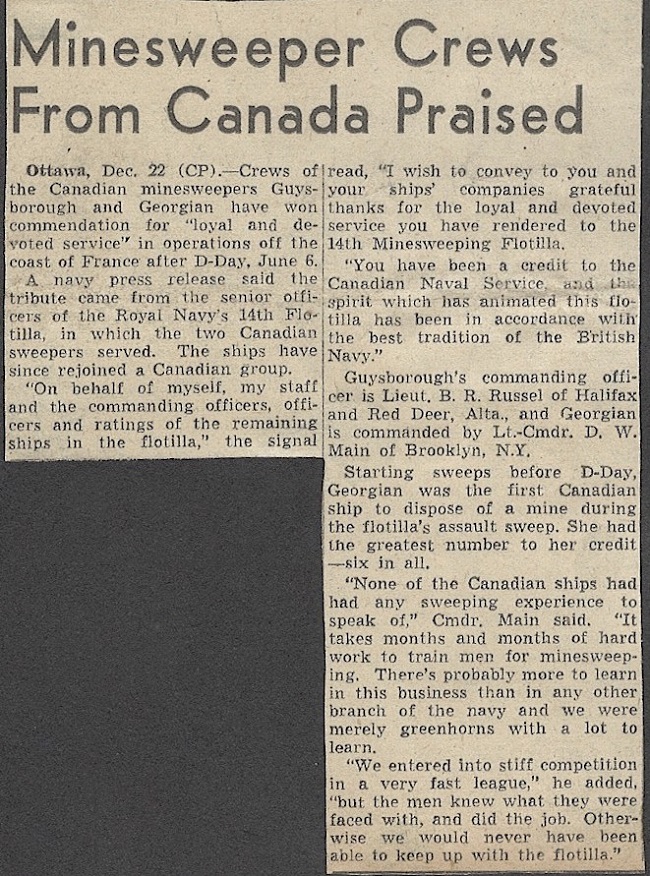 Minesweeper Crews
From Canada Praised
Ottawa, Dec. 22 (CP).—Crews of
the Canadian minesweepers Guys-
borough and Georgian have won
commendation for "loyal and de-
voted service" in operations off the
coast of France after D-Day, June 6.
A navy press release said the
tribute came from the senior offi-
cers of the Royal Navy's 14th Flo-
tilla, in which the two Canadian
sweepers served. The ships have
since rejoined a Canadian group.
"On behalf of myself, my staff
and the commanding officers, offi-
cers and ratings of the remaining
ships in the flotilla," the signal
read, "I wish to convey to you and
your ships' companies grateful
thanks for the loyal and devoted
service you have rendered to the
14th Minesweeping Flotilla.
"You have been a credit to the
Canadian Naval Service, and the
spirit which has animated this flo-
tilla has been in accordance with
the best tradition of the British
Navy."
Guysborough's commanding offi-
cer is Lieut. B. R. Russel of Halifax
and Red Deer, Alta., and Georgian
is commanded by Lt.-Cmdr. D. W.
Main of Brooklyn, N.Y.
Starting sweeps before D-Day,
Georgian was the first Canadian
ship to dispose of a mine during
the flotilla's assault sweep. She had
the greatest number to her credit
—six in all.
"None of the Canadian ships had
had any sweeping experience to
speak of," Cmdr. Main said. "It
takes months and months of hard
work to train men for minesweep-
ing. There's probably more to learn
in this business than in any other
branch of the navy and we were
merely greenhorns with a lot to
learn.
"We entered into stiff competition
in a very fast league," he added,
"but the men knew what they were
faced with, and did the job. Other-
wise we would never have been
able to keep up with the flotilla."